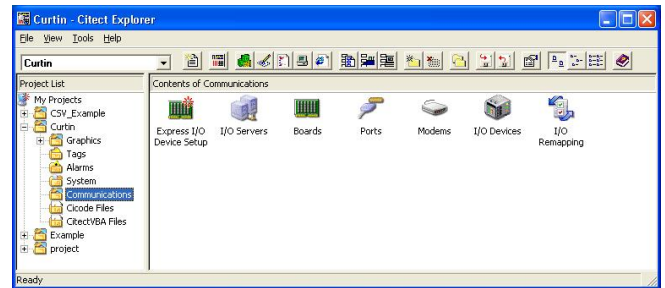 Curtin - Citect Explorer
File View Tools Help
Curtin
Project List
Contents of Communications
My Projects
CSV_Example
Curtin
Graphics
Tags
Alarms
System
Communications
Cicode Files
CitectVBA Files
Example
project
Express I/O Device Setup
I/O Servers
Boards
Ports
Modems
I/O Devices
I/O Remapping
Ready